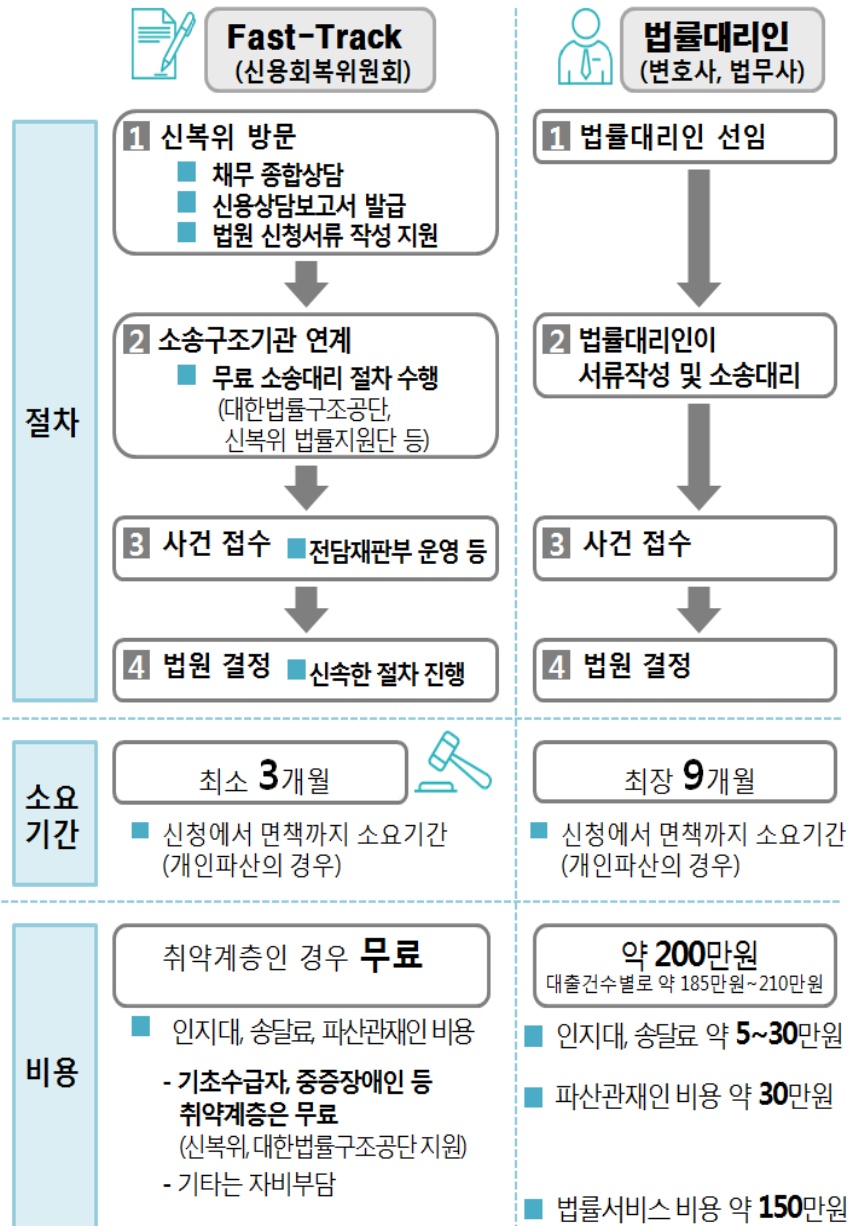 Fast-Track
(신용회복위원회)
법률대리인
(변호사, 법무사)
절차
1 신복위 방문
채무 종합상담
신용상담보고서 발급
법원 신청서류 작성 지원
2 소송구조기관 연계
무료 소송대리 절차 수행
(대한법률구조공단,
신복위 법률지원단 등)
3 사건 접수 전담재판부 운영 등
4 법원 결정 신속한 절차 진행
1 법률대리인 선임
2 법률대리인이
서류작성 및 소송대리
3 사건 접수
4 법원 결정
소요
기간
최소 3개월
신청에서 면책까지 소요기간
(개인파산의 경우)
최장 9개월
신청에서 면책까지 소요기간
(개인파산의 경우)
비용
취약계층인 경우 무료
인지대, 송달료, 파산관재인 비용
- 기초수급자, 중증장애인 등
취약계층은 무료
(신복위, 대한법률구조공단 지원)
- 기타는 자비부담
약 200만원
대출건수별로 약 185만원~210만원
인지대, 송달료 약 5~30만원
파산관재인 비용 약 30만원
법률서비스 비용 약 150만원